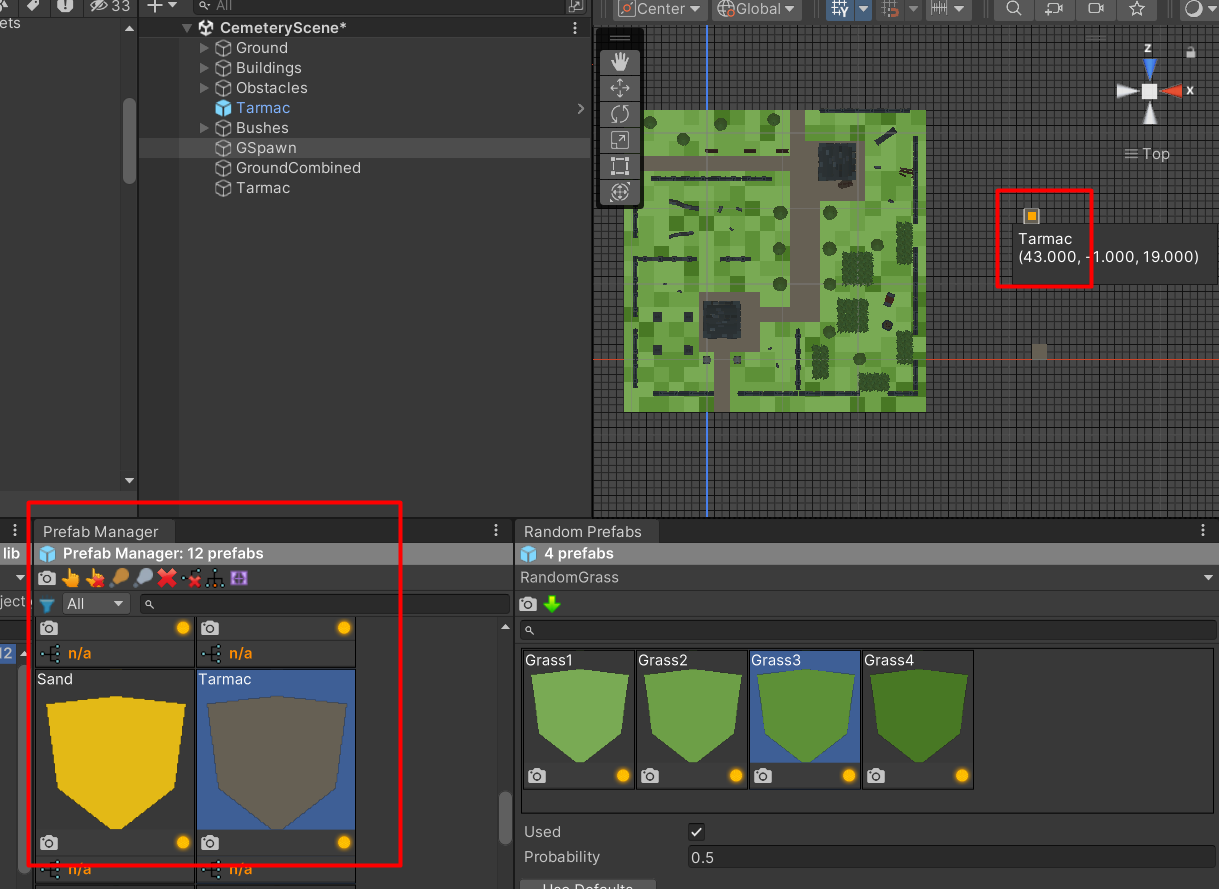 33
All
Center
Global
ets
CemeteryScene*
Ground
Buildings
Obstacles
Tarmac
Bushes
GSpawn
GroundCombined
Tarmac
z
x
Top
Tarmac
(43.000, -1.000, 19.000)
Prefab Manager
Random Prefabs
lib
Prefab Manager: 12 prefabs
4 prefabs
RandomGrass
ject
All
12
n/a
n/a
Sand
Tarmac
Grass1
Grass2
Grass3
Grass4
Used
Probability
0.5
n/a
n/a
Use Defaults